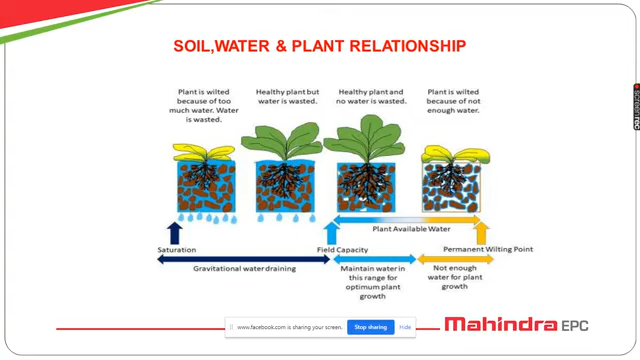 SOIL,WATER & PLANT RELATIONSHIP
Plant is wilted
because of too
much water. Water
is wasted.
Healthy plant but
water is wasted.
Healthy plant and
no water is wasted.
Plant is wilted
because of not
enough water.
Plant Available Water
Saturation
Field Capacity
Permanent Wilting Point
Gravitational water draining
Maintain water in
this range for
optimum plant
growth
Not enough
water for plant
growth
www.facebook.com is sharing your screen.
Stop sharing
Hide
Mahindra EPC